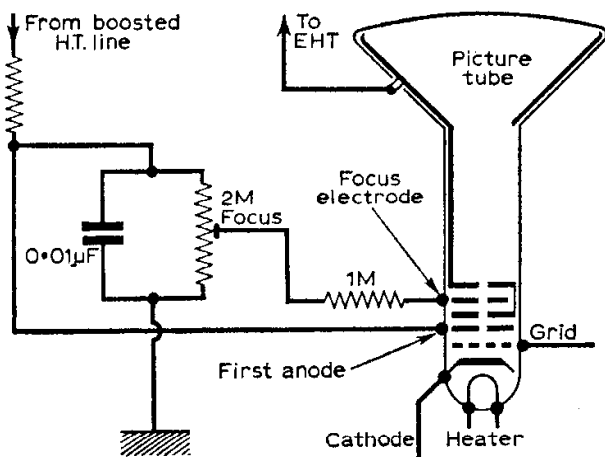 From boosted
H.T. line
To
EHT
Picture
tube
Focus
electrode
2M
Focus
0·01µF
1M
Grid
First anode
Cathode
Heater